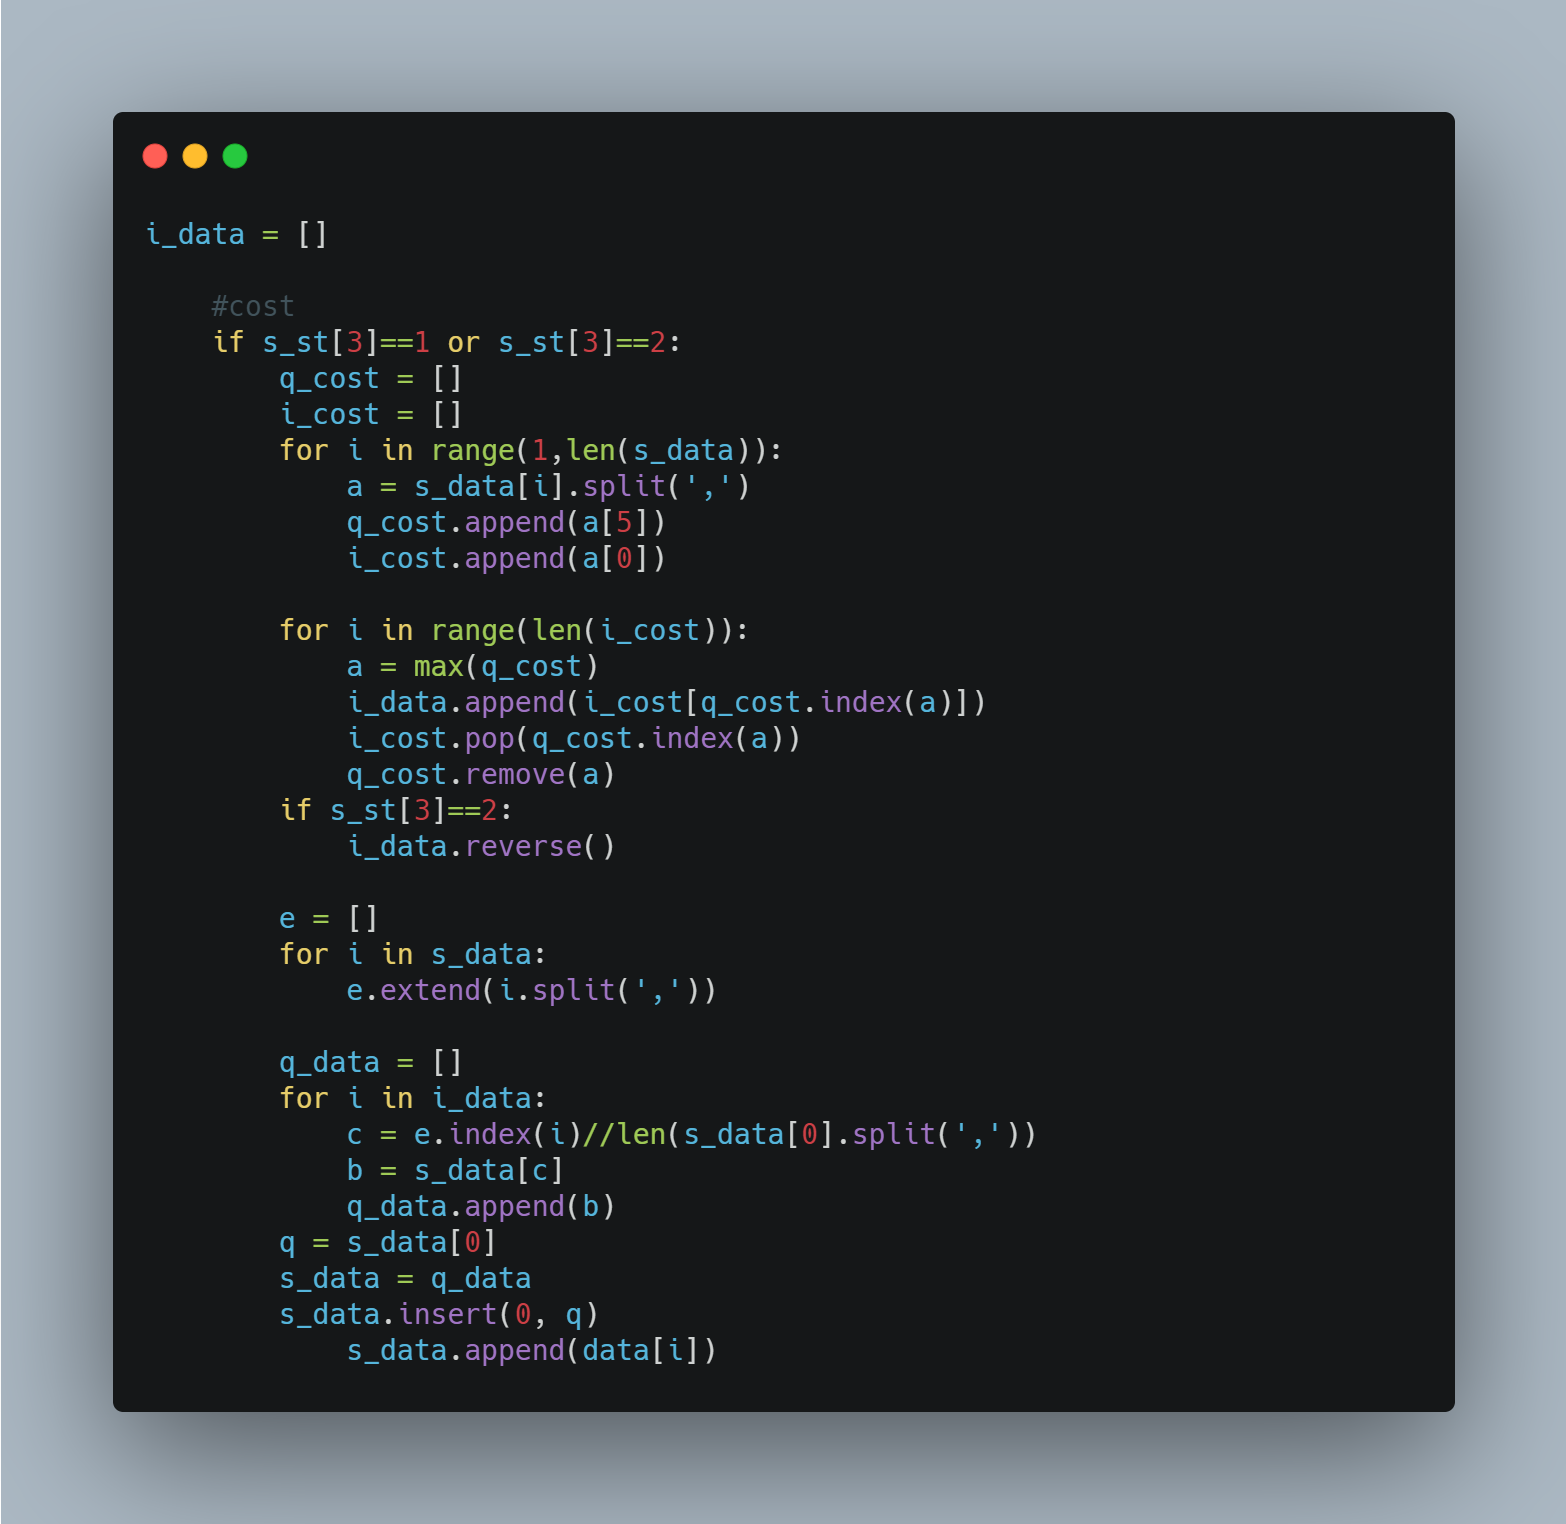 i_data = []
    #cost
    if s_st[3]==1 or s_st[3]==2:
        q_cost = []
        i_cost = []
        for i in range(1,len(s_data)):
            a = s_data[i].split(',')
            q_cost.append(a[5])
            i_cost.append(a[0])
        for i in range(len(i_cost)):
            a = max(q_cost)
            i_data.append(i_cost[q_cost.index(a)])
            i_cost.pop(q_cost.index(a))
            q_cost.remove(a)
        if s_st[3]==2:
            i_data.reverse()
        e = []
        for i in s_data:
            e.extend(i.split(','))
        q_data = []
        for i in i_data:
            c = e.index(i)//len(s_data[0].split(','))
            b = s_data[c]
            q_data.append(b)
        q = s_data[0]
        s_data = q_data
        s_data.insert(0, q)
            s_data.append(data[i])